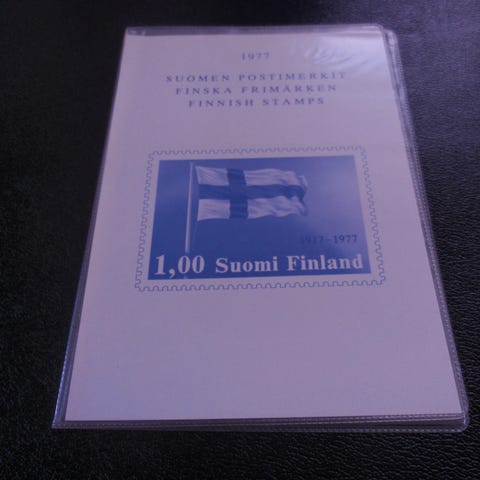 1977
SUOMEN POSTIMERKIT
FINSKA FRIMÄRKEN
FINNISH STAMPS
1917–1977
1,00 Suomi Finland